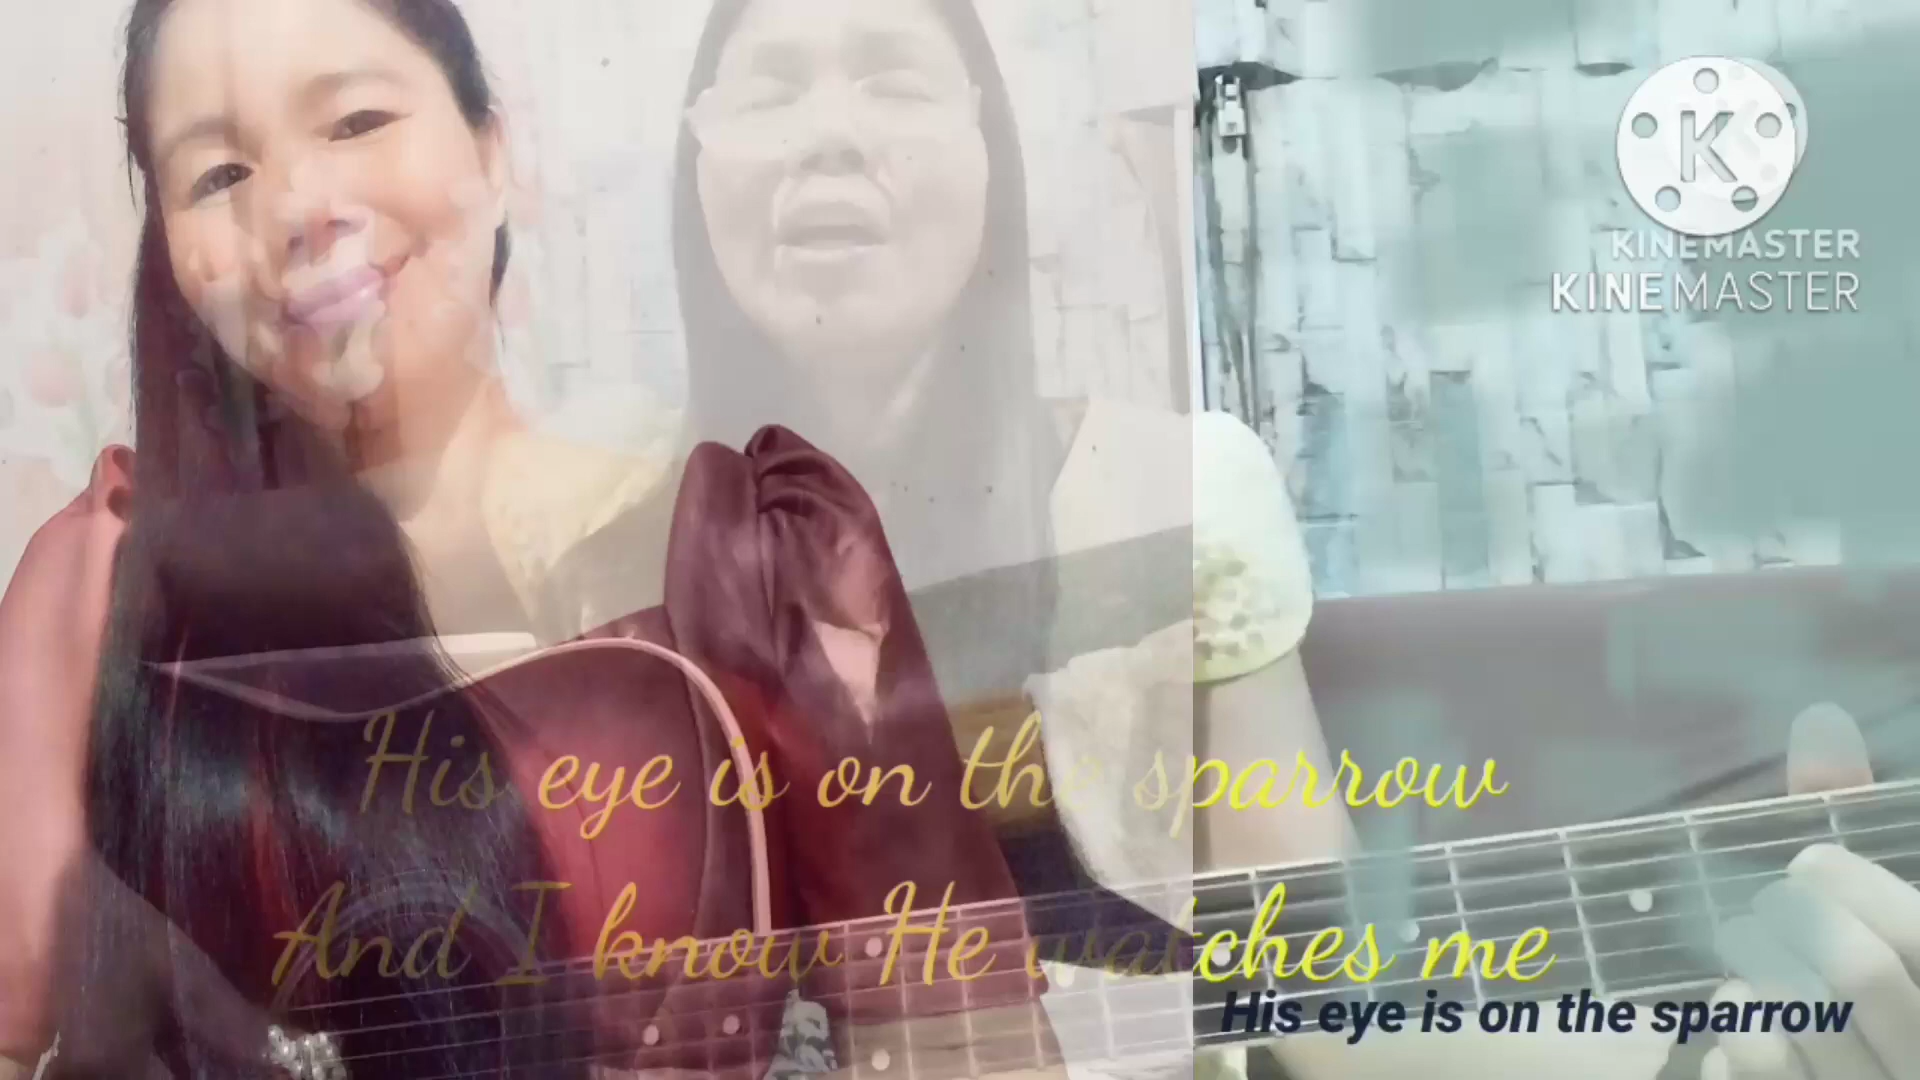 K
KINEMASTER
KINEMASTER
His eye is on the sparrow
And I know He watches me
His eye is on the sparrow